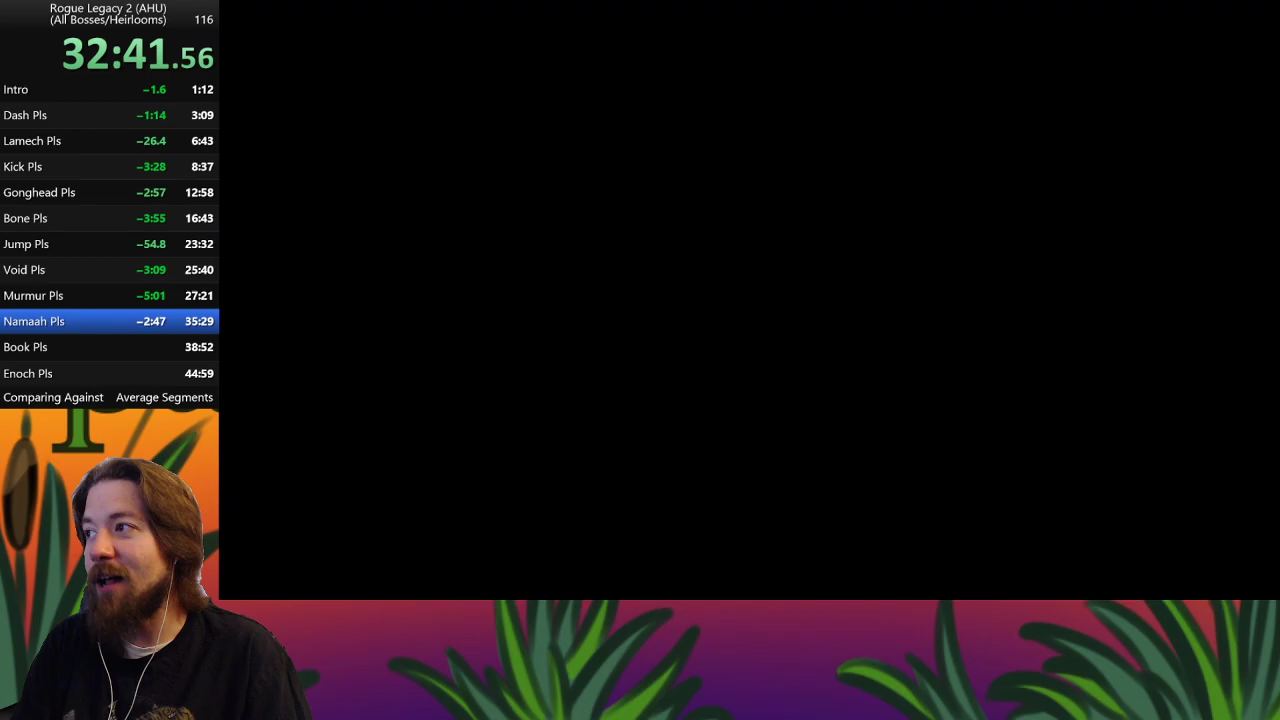 Rogue Legacy 2 (AHU)
(All Bosses/Heirlooms) 116
32:41.56
Intro −1.6 1:12
Dash Pls −1:14 3:09
Lamech Pls −26.4 6:43
Kick Pls −3:28 8:37
Gonghead Pls −2:57 12:58
Bone Pls −3:55 16:43
Jump Pls −54.8 23:32
Void Pls −3:09 25:40
Murmur Pls −5:01 27:21
Namaah Pls −2:47 35:29
Book Pls 38:52
Enoch Pls 44:59
Comparing Against Average Segments